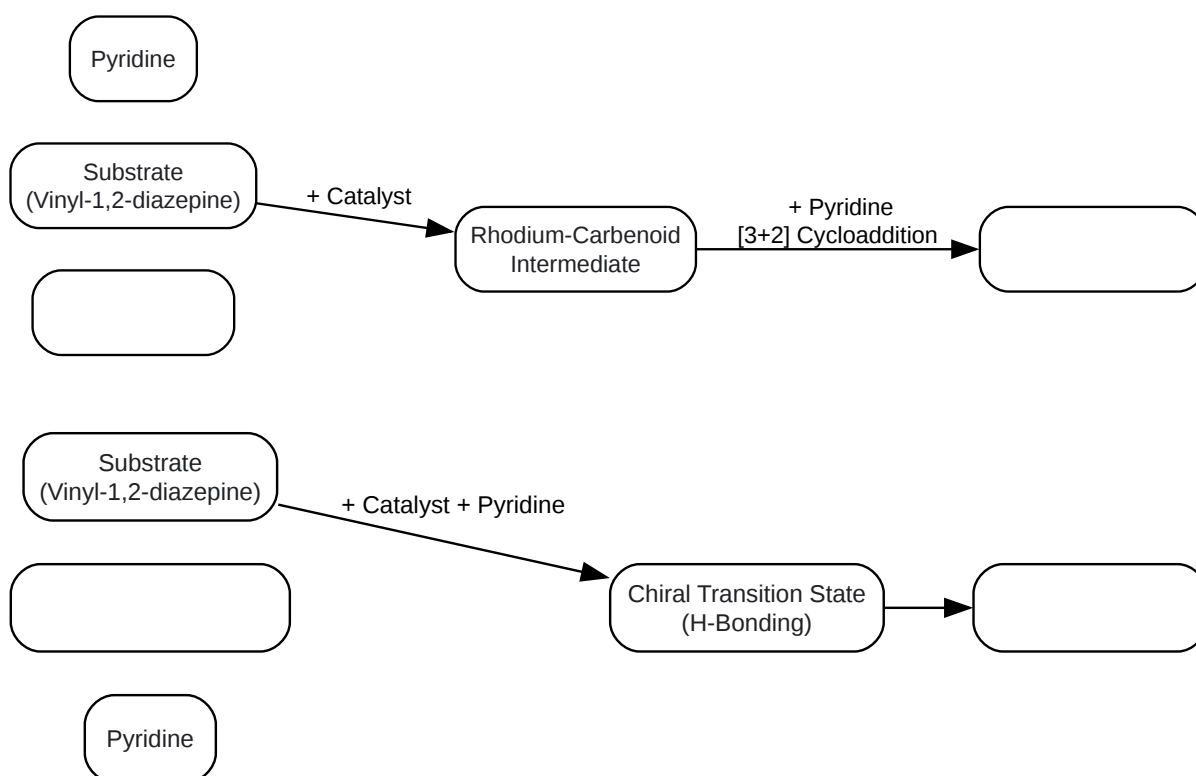 Pyridine
Substrate
(Vinyl-1,2-diazepine)
+ Catalyst
Rhodium-Carbenoid
Intermediate
+ Pyridine
[3+2] Cycloaddition
Substrate
(Vinyl-1,2-diazepine)
+ Catalyst + Pyridine
Chiral Transition State
(H-Bonding)
Pyridine